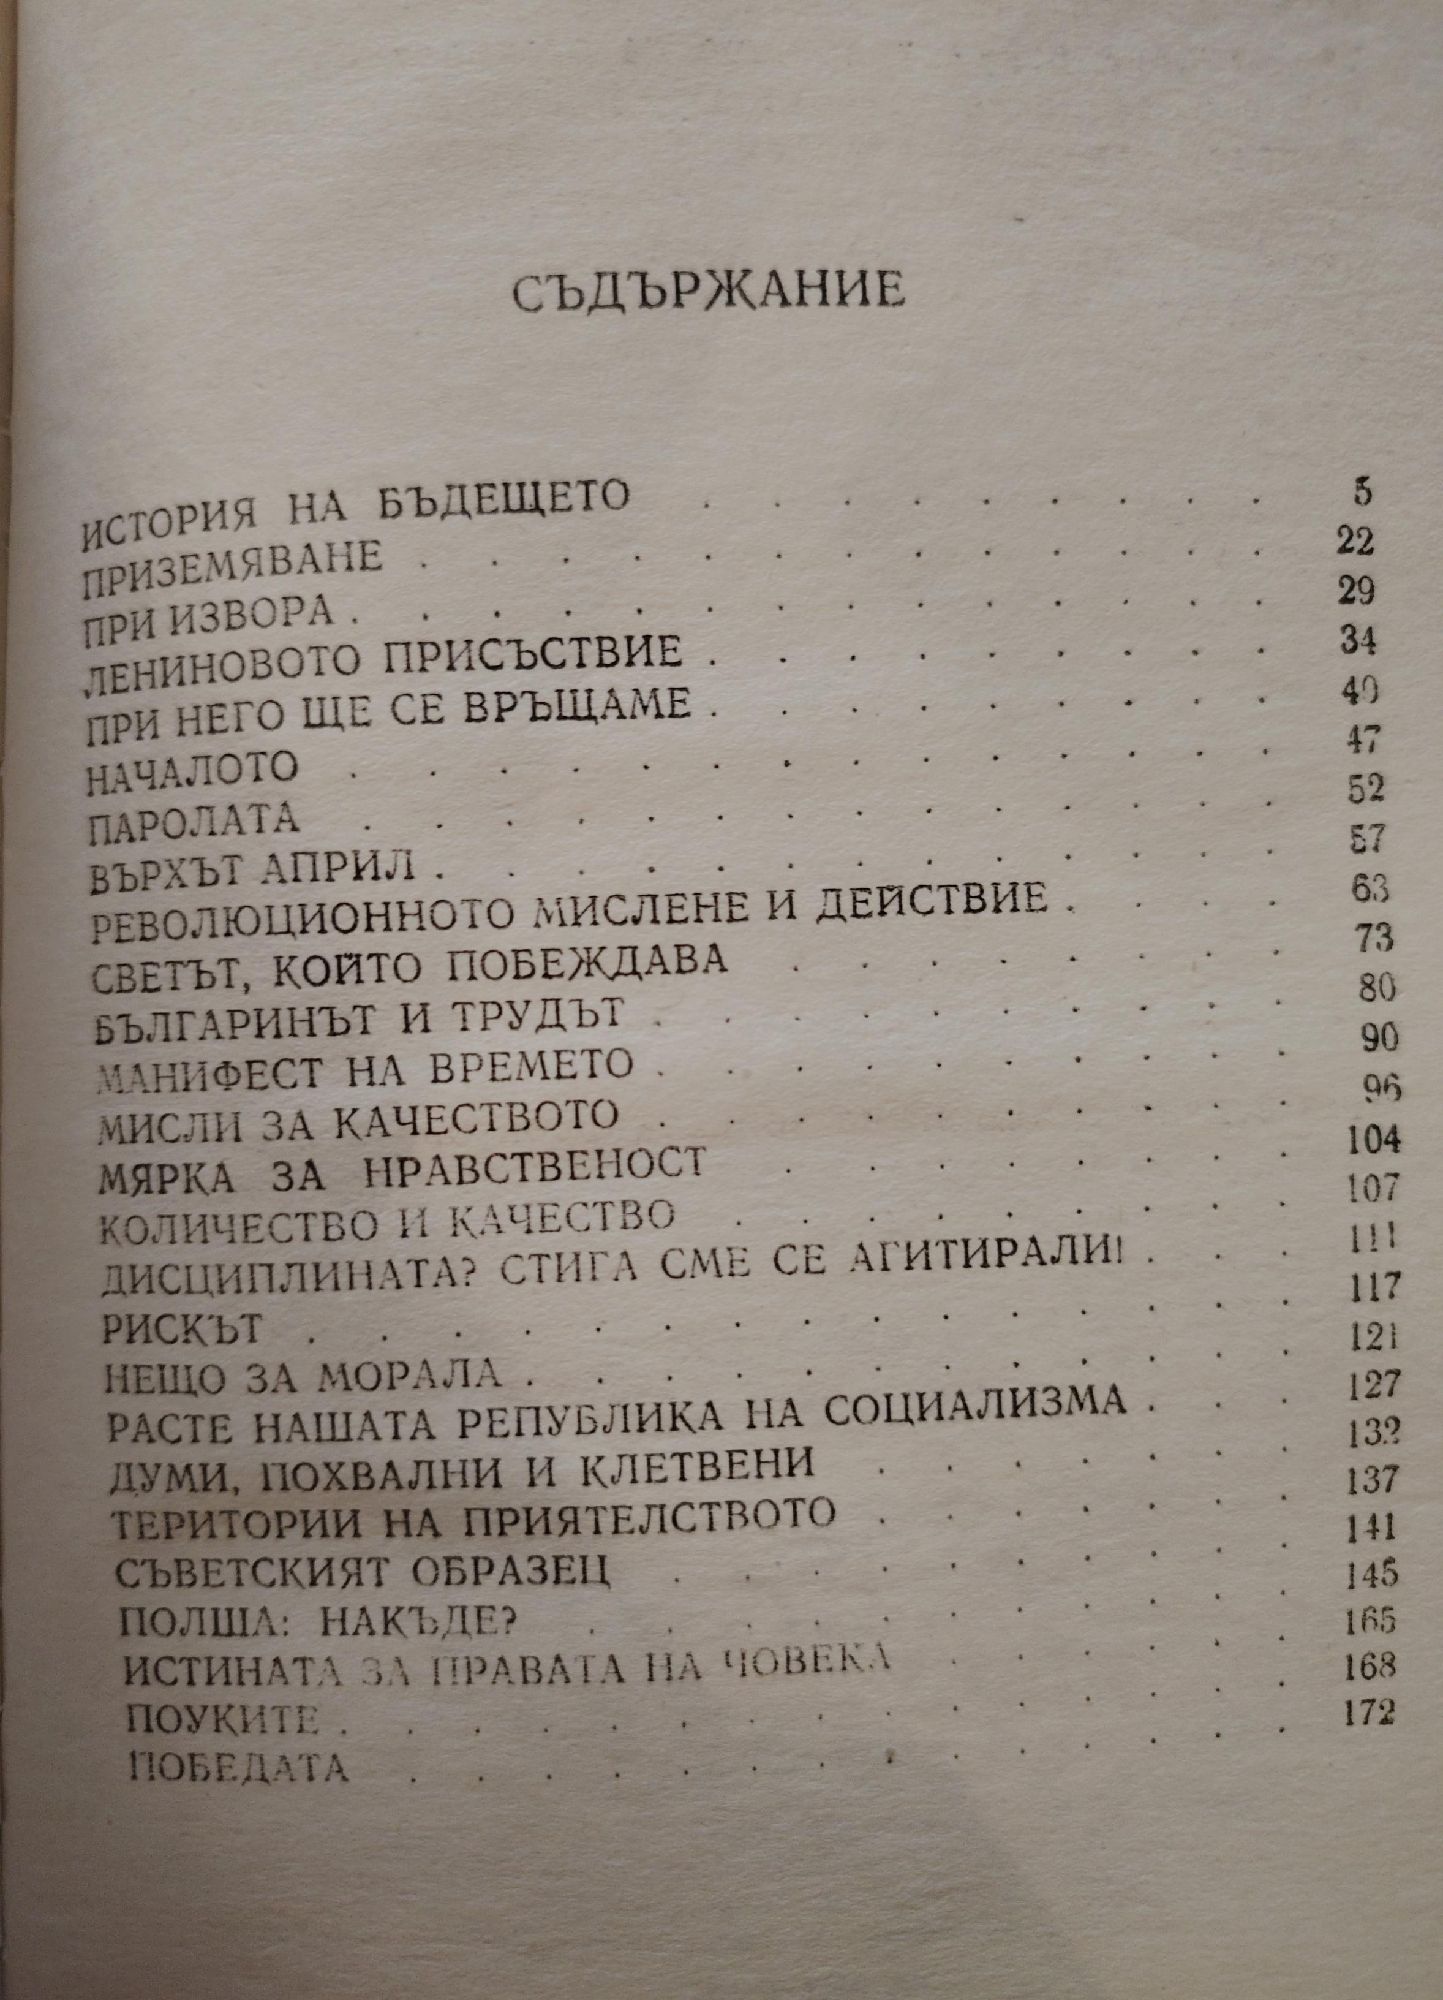 СЪДЪРЖАНИЕ
ИСТОРИЯ НА БЪДЕЩЕТО . . . . . . . . . 5
ПРИЗЕМЯВАНЕ . . . . . . . . . . . . . 22
ПРИ ИЗВОРА . . . . . . . . . . . . . . 29
ЛЕНИНОВОТО ПРИСЪСТВИЕ . . . . . . . . . 34
ПРИ НЕГО ЩЕ СЕ ВРЪЩАМЕ . . . . . . . . . 40
НАЧАЛОТО . . . . . . . . . . . . . . 47
ПАРОЛАТА . . . . . . . . . . . . . . 52
ВЪРХЪТ АПРИЛ . . . . . . . . . . . . . 57
РЕВОЛЮЦИОННОТО МИСЛЕНЕ И ДЕЙСТВИЕ . . . . 63
СВЕТЪТ, КОЙТО ПОБЕЖДАВА . . . . . . . . 73
БЪЛГАРИНЪТ И ТРУДЪТ . . . . . . . . . . 80
МАНИФЕСТ НА ВРЕМЕТО . . . . . . . . . . 90
МИСЛИ ЗА КАЧЕСТВОТО . . . . . . . . . . 96
МЯРКА ЗА НРАВСТВЕНОСТ . . . . . . . . 104
КОЛИЧЕСТВО И КАЧЕСТВО . . . . . . . . . 107
ДИСЦИПЛИНАТА? СТИГА СМЕ СЕ АГИТИРАЛИ! . . . 111
РИСКЪТ . . . . . . . . . . . . . . . 117
НЕЩО ЗА МОРАЛА . . . . . . . . . . . . 121
РАСТЕ НАШАТА РЕПУБЛИКА НА СОЦИАЛИЗМА . . . 127
ДУМИ, ПОХВАЛНИ И КЛЕТВЕНИ . . . . . . . 132
ТЕРИТОРИИ НА ПРИЯТЕЛСТВОТО . . . . . . . 137
СЪВЕТСКИЯТ ОБРАЗЕЦ . . . . . . . . . . 141
ПОЛША: НАКЪДЕ? . . . . . . . . . . . 145
ИСТИНАТА ЗА ПРАВАТА НА ЧОВЕКА . . . . . . 165
ПОУКИТЕ . . . . . . . . . . . . . . . 168
ПОБЕДАТА . . . . . . . . . . . . . . 172